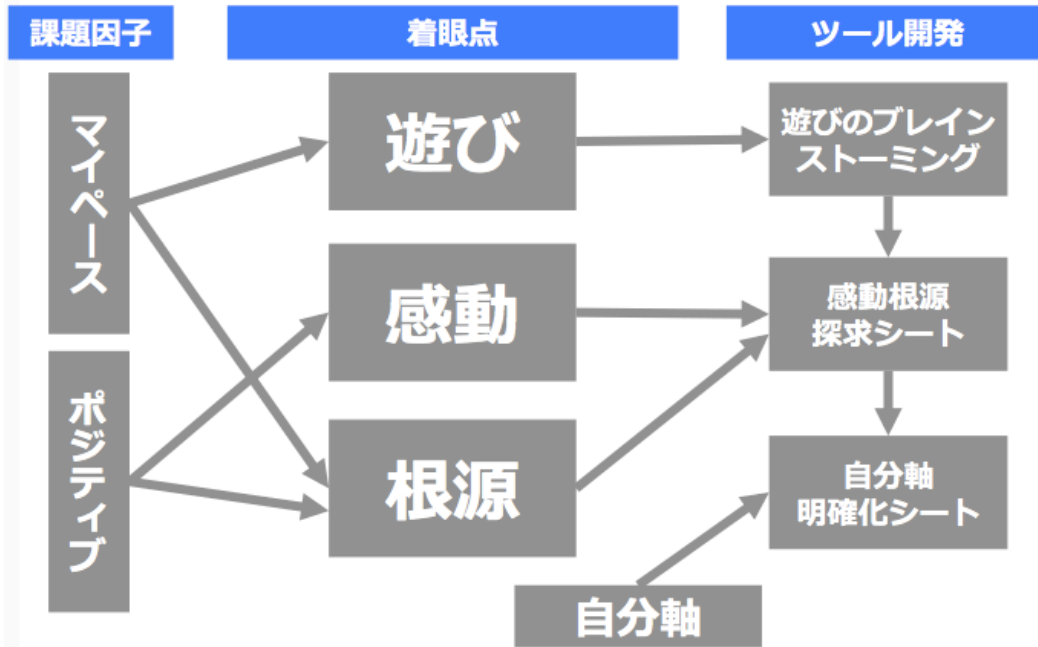 課題因子
着眼点
ツール開発
マイペース
ポジティブ
遊び
感動
根源
自分軸
遊びのブレイン
ストーミング
感動根源
探求シート
自分軸
明確化シート